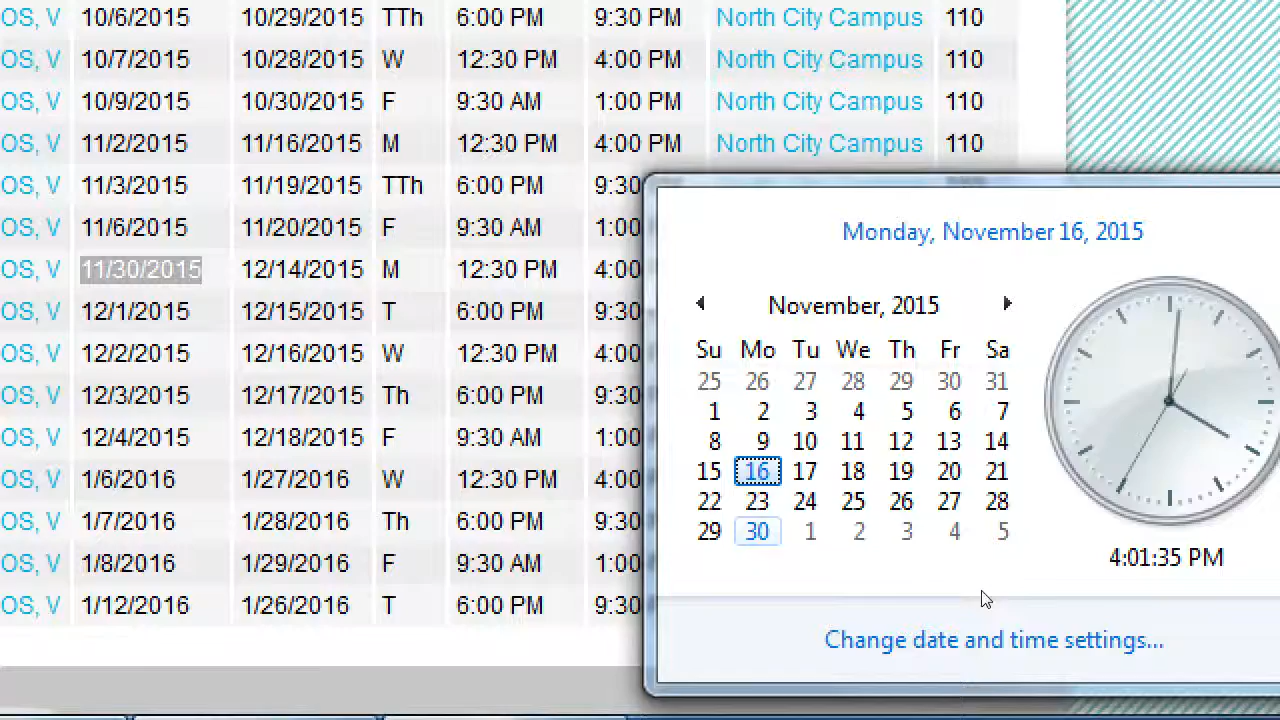 OS, V 10/6/2015 10/29/2015 TTh 6:00 PM 9:30 PM North City Campus 110
OS, V 10/7/2015 10/28/2015 W 12:30 PM 4:00 PM North City Campus 110
OS, V 10/9/2015 10/30/2015 F 9:30 AM 1:00 PM North City Campus 110
OS, V 11/2/2015 11/16/2015 M 12:30 PM 4:00 PM North City Campus 110
OS, V 11/3/2015 11/19/2015 TTh 6:00 PM 9:30
OS, V 11/6/2015 11/20/2015 F 9:30 AM 1:00
OS, V 11/30/2015 12/14/2015 M 12:30 PM 4:00
OS, V 12/1/2015 12/15/2015 T 6:00 PM 9:30
OS, V 12/2/2015 12/16/2015 W 12:30 PM 4:00
OS, V 12/3/2015 12/17/2015 Th 6:00 PM 9:30
OS, V 12/4/2015 12/18/2015 F 9:30 AM 1:00
OS, V 1/6/2016 1/27/2016 W 12:30 PM 4:00
OS, V 1/7/2016 1/28/2016 Th 6:00 PM 9:30
OS, V 1/8/2016 1/29/2016 F 9:30 AM 1:00
OS, V 1/12/2016 1/26/2016 T 6:00 PM 9:30
Monday, November 16, 2015
November, 2015
Su Mo Tu We Th Fr Sa
25 26 27 28 29 30 31
1 2 3 4 5 6 7
8 9 10 11 12 13 14
15 16 17 18 19 20 21
22 23 24 25 26 27 28
29 30 1 2 3 4 5
4:01:35 PM
Change date and time settings...